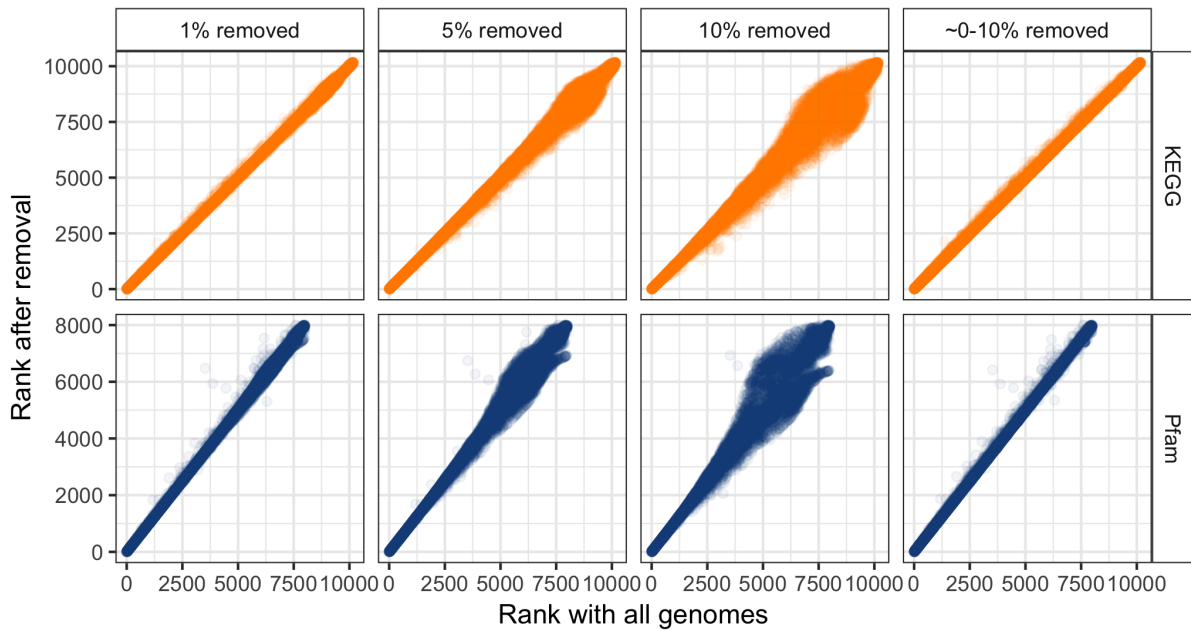 1% removed
5% removed
10% removed
~0-10% removed
Rank after removal
10000
7500
5000
2500
0
KEGG
8000
6000
4000
2000
0
Pfam
0 2500 5000 7500 10000
0 2500 5000 7500 10000
0 2500 5000 7500 10000
0 2500 5000 7500 10000
Rank with all genomes